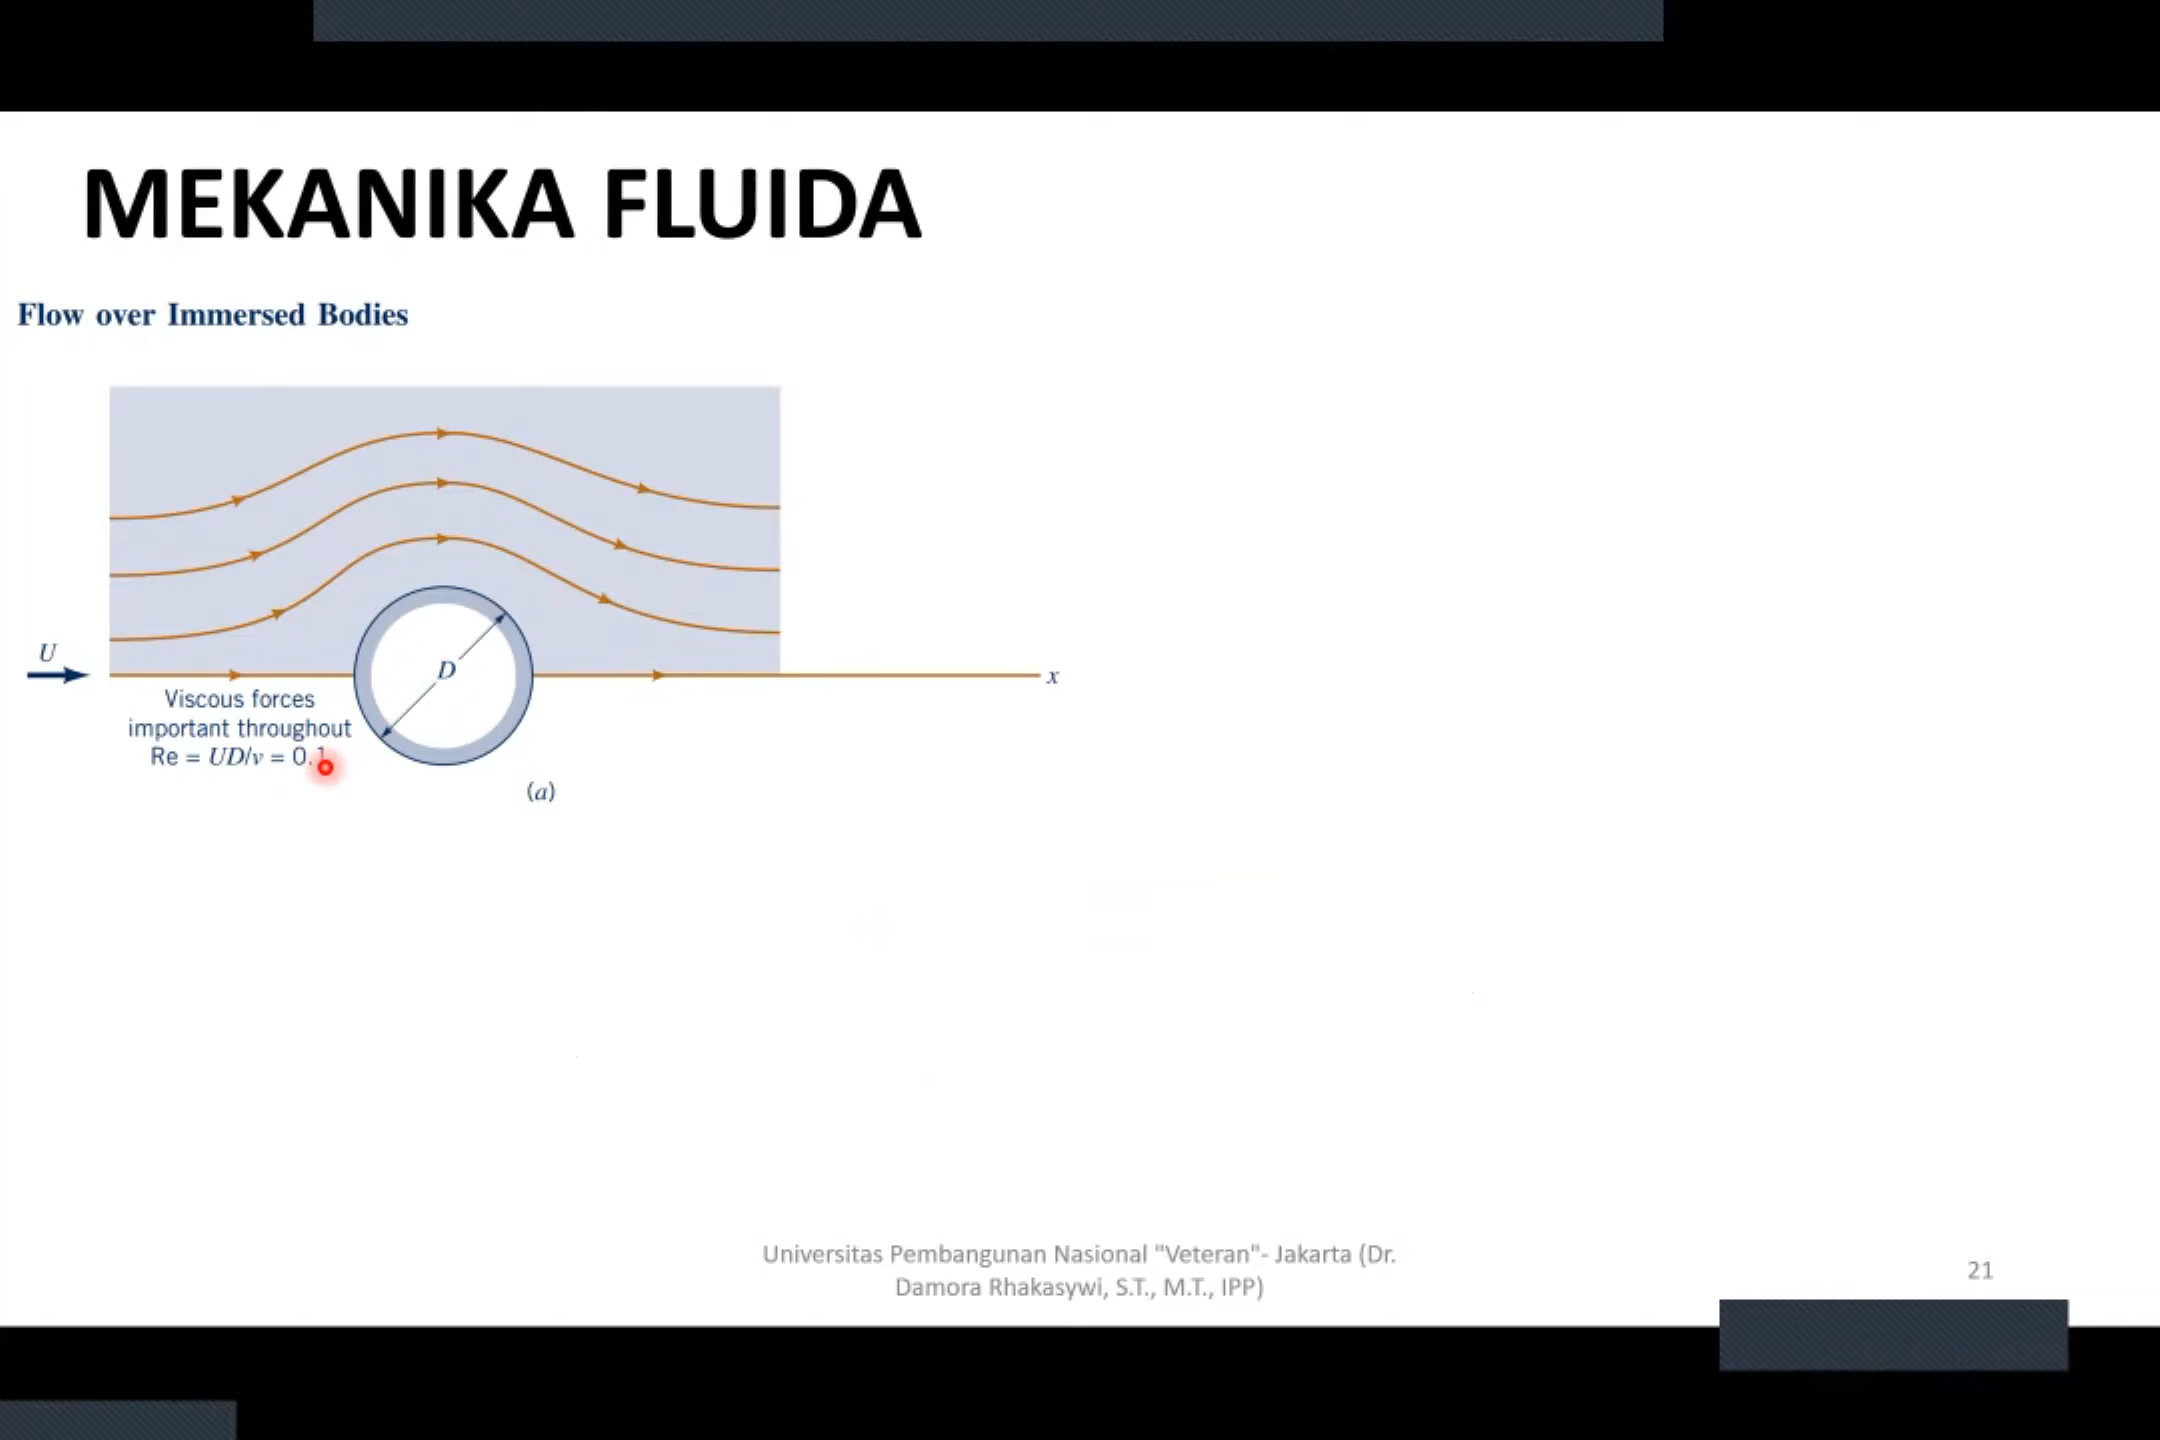 MEKANIKA FLUIDA
Flow over Immersed Bodies
U
D
x
Viscous forces
important throughout
Re = UD/ν = 0.1
(a)
Universitas Pembangunan Nasional "Veteran"- Jakarta (Dr.
Damora Rhakasywi, S.T., M.T., IPP)
21